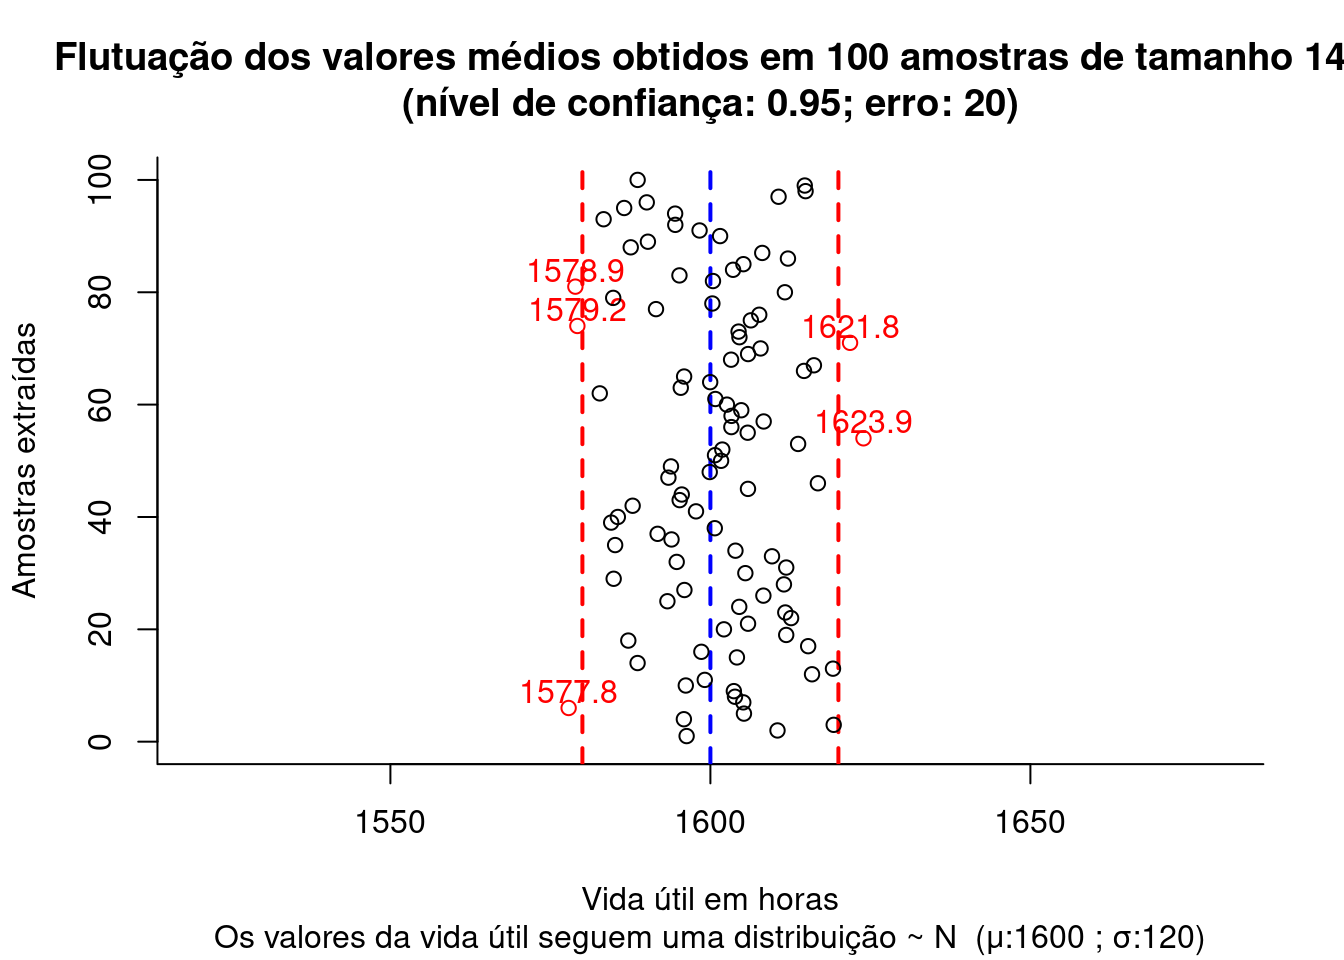 Flutuação dos valores médios obtidos em 100 amostras de tamanho 14
(nível de confiança: 0.95; erro: 20)
Amostras extraídas
100
80
60
40
20
0
1578.9
1579.2
1621.8
1623.9
1577.8
1550
1600
1650
Vida útil em horas
Os valores da vida útil seguem uma distribuição ~ N (μ:1600 ; σ:120)